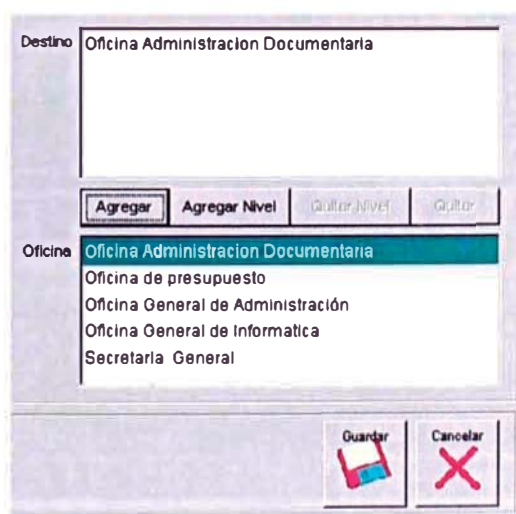 Destino Oficina Administracion Documentaria
Agregar Agregar Nivel Quitar Nivel Quitar
Oficina Oficina Administracion Documentaria
Oficina de presupuesto
Oficina General de Administración
Oficina General de Informatica
Secretaria General
Guardar Cancelar